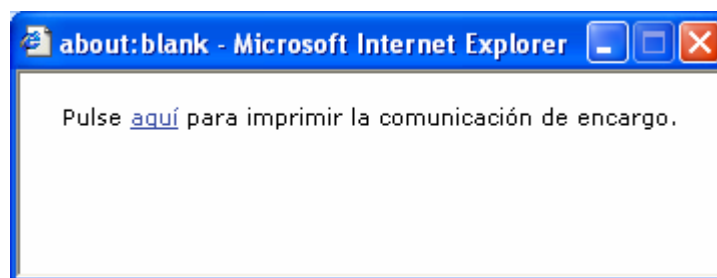 about:blank - Microsoft Internet Explorer
Pulse aquí para imprimir la comunicación de encargo.